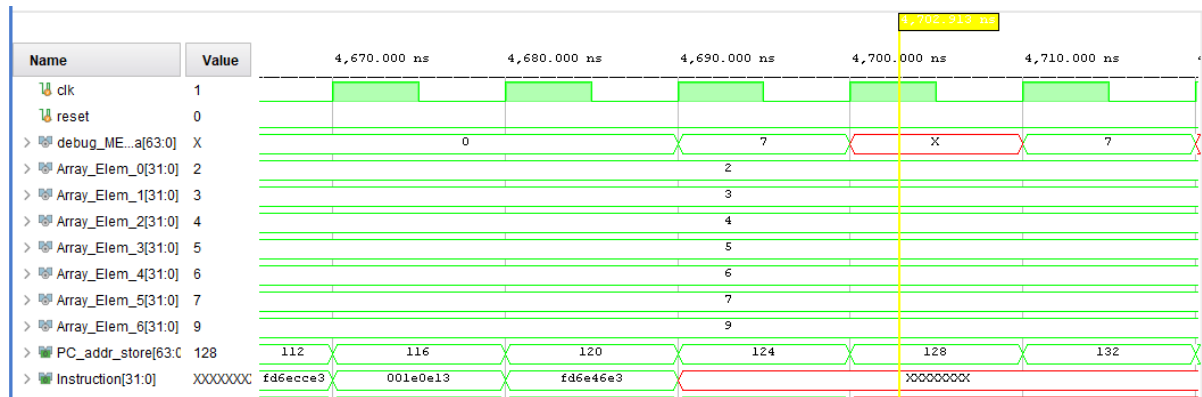 4,702.913 ns
Name Value 4,670.000 ns 4,680.000 ns 4,690.000 ns 4,700.000 ns 4,710.000 ns
clk 1
reset 0
debug_ME...a[63:0] X 0 7 X 7
Array_Elem_0[31:0] 2 2
Array_Elem_1[31:0] 3 3
Array_Elem_2[31:0] 4 4
Array_Elem_3[31:0] 5 5
Array_Elem_4[31:0] 6 6
Array_Elem_5[31:0] 7 7
Array_Elem_6[31:0] 9 9
PC_addr_store[63:0 128 112 116 120 124 128 132
Instruction[31:0] XXXXXXXX fd6ecce3 001e0e13 fd6e46e3 XXXXXXXX